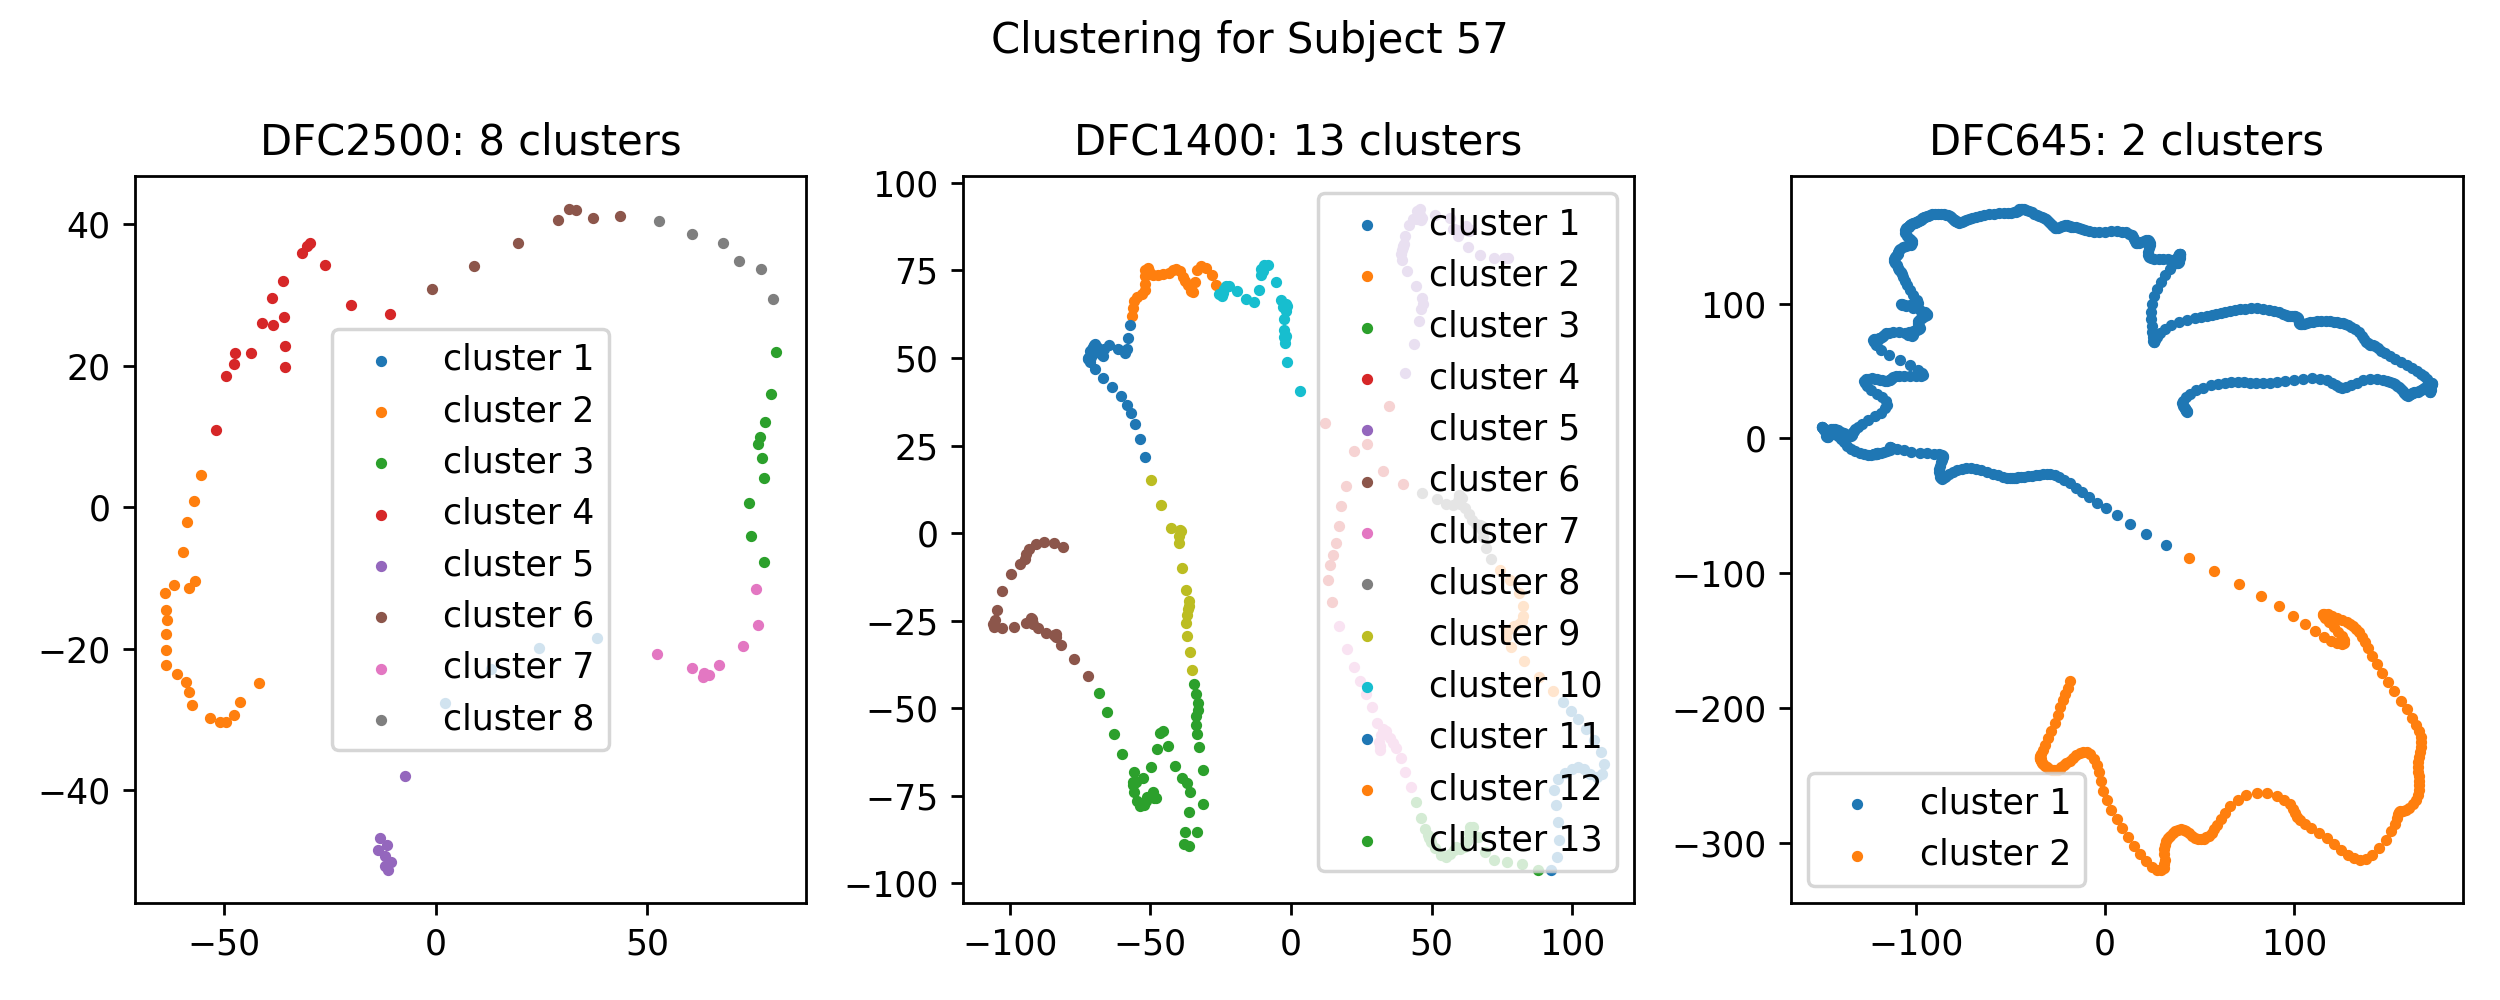 Clustering for Subject 57
DFC2500: 8 clusters
40
20
0
−20
−40
−50
0
50
cluster 1
cluster 2
cluster 3
cluster 4
cluster 5
cluster 6
cluster 7
cluster 8
DFC1400: 13 clusters
100
75
50
25
0
−25
−50
−75
−100
−100
−50
0
50
100
cluster 1
cluster 2
cluster 3
cluster 4
cluster 5
cluster 6
cluster 7
cluster 8
cluster 9
cluster 10
cluster 11
cluster 12
cluster 13
DFC645: 2 clusters
100
0
−100
−200
−300
−100
0
100
cluster 1
cluster 2